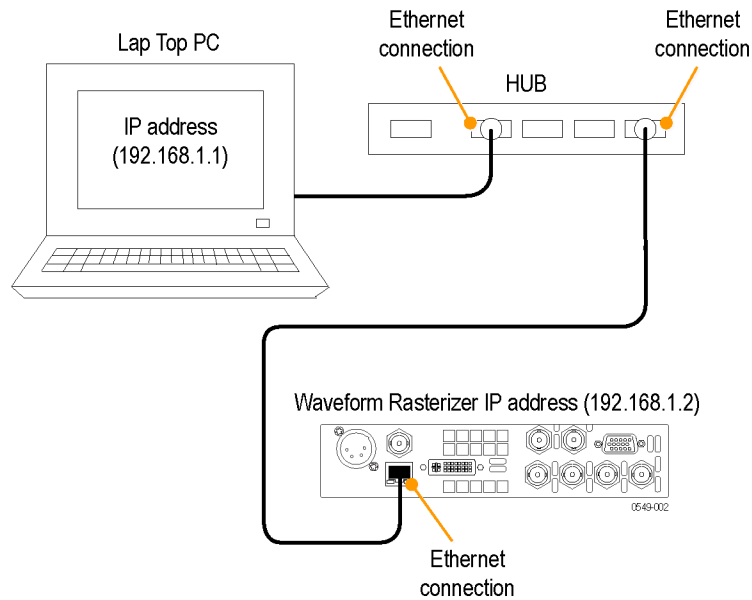 Ethernet
connection
Ethernet
connection
Lap Top PC
HUB
IP address
(192.168.1.1)
Waveform Rasterizer IP address (192.168.1.2)
0549-002
Ethernet
connection